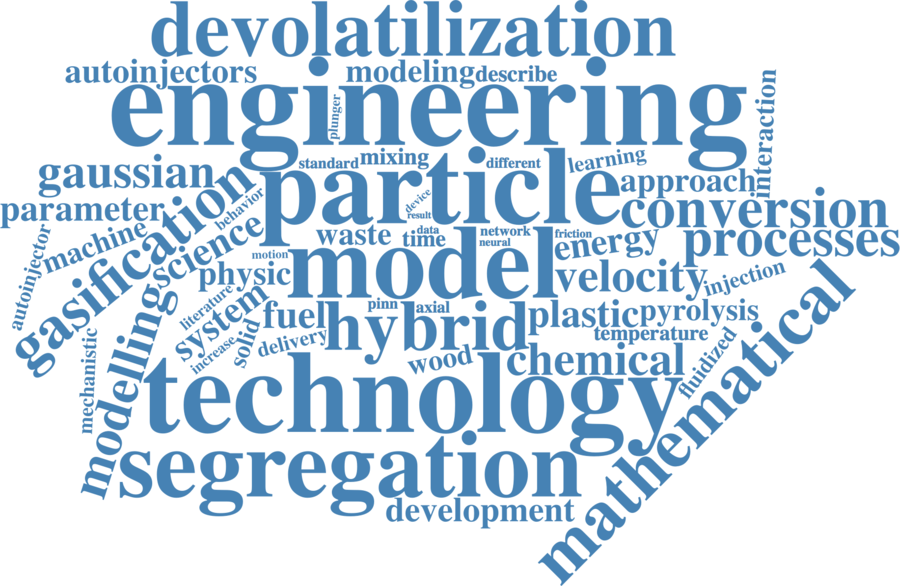 devolatilization
autoinjectors
modeling
describe
engineering
plunger
interaction
standard
mixing
different
learning
gaussian
particle
approach
parameter
gasification
behavior
device
result
conversion
machine
science
waste
time
data
network
neural
friction
energy
processes
autoinjector
motion
physic
model
velocity
injection
literature
system
fuel
pinn
axial
plastic
pyrolysis
modelling
increase
solid
delivery
hybrid
temperature
mechanistic
wood
chemical
fluidized
technology
mathematical
segregation
development